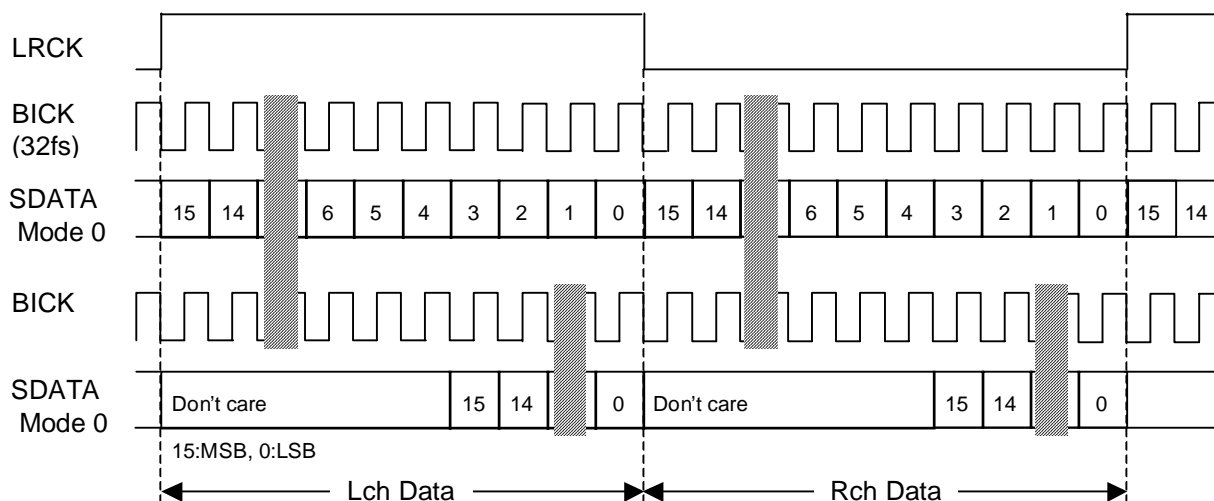 LRCK
BICK
(32fs)
SDATA
Mode 0
15 14 6 5 4 3 2 1 0 15 14 6 5 4 3 2 1 0 15 14
BICK
SDATA
Mode 0
Don't care 15 14 0 Don't care 15 14 0
15:MSB, 0:LSB
Lch Data Rch Data